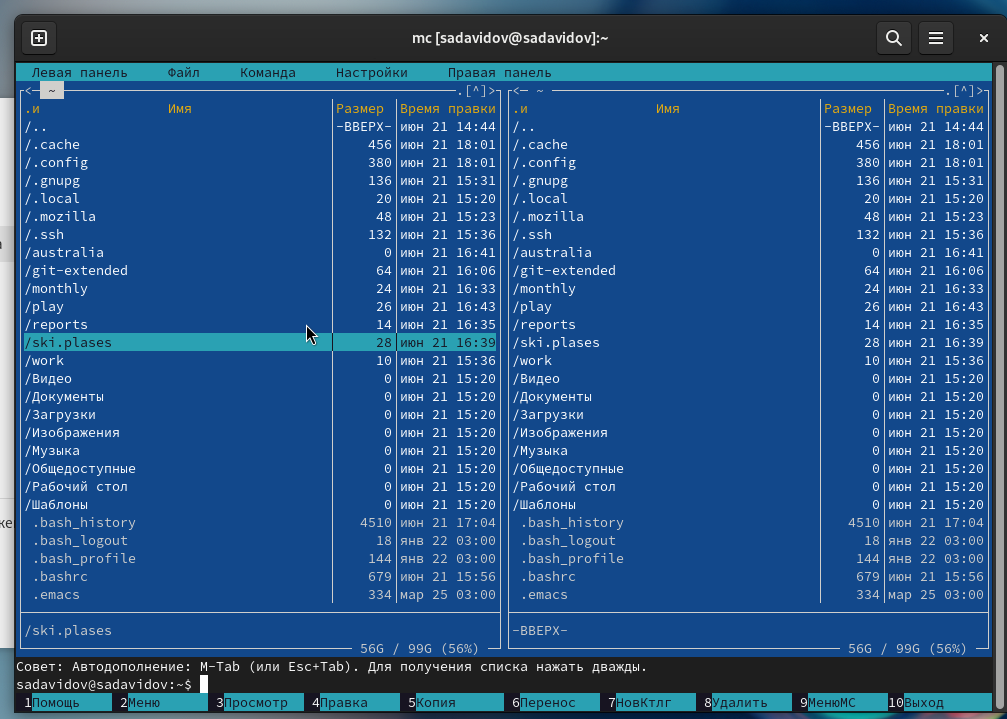 mc [sadavidov@sadavidov]:~
Левая панель Файл Команда Настройки Правая панель
<─ ~ .[^]> <─ ~ .[^]>
.и Имя Размер Время правки .и Имя Размер Время правки
/.. -ВВЕРХ- июн 21 14:44 /.. -ВВЕРХ- июн 21 14:44
/.cache 456 июн 21 18:01 /.cache 456 июн 21 18:01
/.config 380 июн 21 18:01 /.config 380 июн 21 18:01
/.gnupg 136 июн 21 15:31 /.gnupg 136 июн 21 15:31
/.local 20 июн 21 15:20 /.local 20 июн 21 15:20
/.mozilla 48 июн 21 15:23 /.mozilla 48 июн 21 15:23
/.ssh 132 июн 21 15:36 /.ssh 132 июн 21 15:36
/australia 0 июн 21 16:41 /australia 0 июн 21 16:41
/git-extended 64 июн 21 16:06 /git-extended 64 июн 21 16:06
/monthly 24 июн 21 16:33 /monthly 24 июн 21 16:33
/play 26 июн 21 16:43 /play 26 июн 21 16:43
/reports 14 июн 21 16:35 /reports 14 июн 21 16:35
/ski.plases 28 июн 21 16:39 /ski.plases 28 июн 21 16:39
/work 10 июн 21 15:36 /work 10 июн 21 15:36
/Видео 0 июн 21 15:20 /Видео 0 июн 21 15:20
/Документы 0 июн 21 15:20 /Документы 0 июн 21 15:20
/Загрузки 0 июн 21 15:20 /Загрузки 0 июн 21 15:20
/Изображения 0 июн 21 15:20 /Изображения 0 июн 21 15:20
/Музыка 0 июн 21 15:20 /Музыка 0 июн 21 15:20
/Общедоступные 0 июн 21 15:20 /Общедоступные 0 июн 21 15:20
/Рабочий стол 0 июн 21 15:20 /Рабочий стол 0 июн 21 15:20
/Шаблоны 0 июн 21 15:20 /Шаблоны 0 июн 21 15:20
.bash_history 4510 июн 21 17:04 .bash_history 4510 июн 21 17:04
.bash_logout 18 янв 22 03:00 .bash_logout 18 янв 22 03:00
.bash_profile 144 янв 22 03:00 .bash_profile 144 янв 22 03:00
.bashrc 679 июн 21 15:56 .bashrc 679 июн 21 15:56
.emacs 334 мар 25 03:00 .emacs 334 мар 25 03:00
/ski.plases -ВВЕРХ-
56G / 99G (56%) 56G / 99G (56%)
Совет: Автодополнение: M-Tab (или Esc+Tab). Для получения списка нажать дважды.
sadavidov@sadavidov:~$
1Помощь 2Меню 3Просмотр 4Правка 5Копия 6Перенос 7НовКтлг 8Удалить 9МенюМС 10Выход